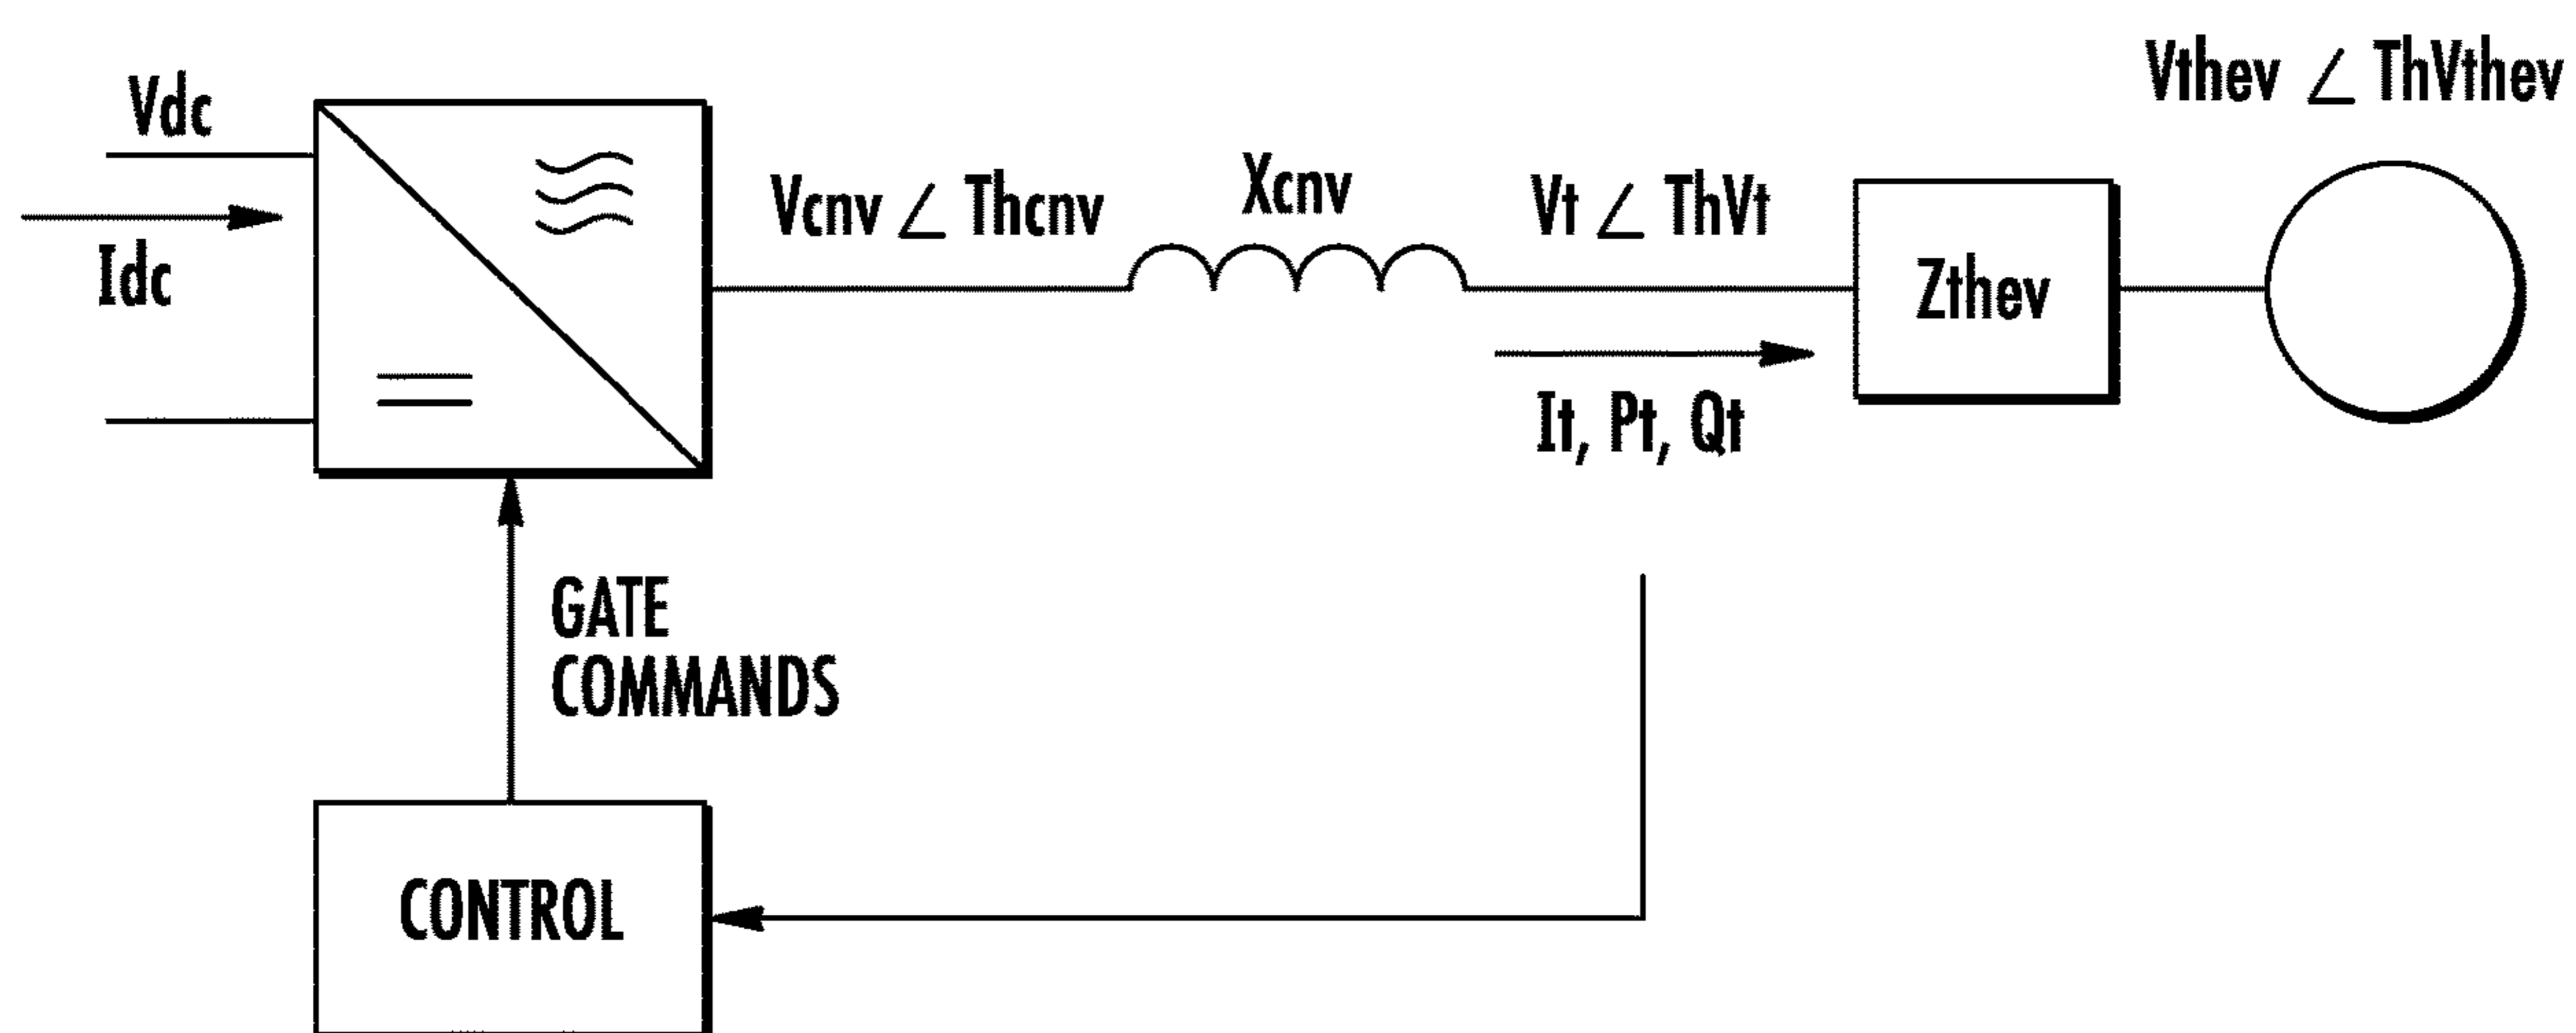 Vthev ∠ ThVthev
Vdc
Idc
Vcnv ∠ Thcnv
Xcnv
Vt ∠ ThVt
Zthev
It, Pt, Qt
GATE
COMMANDS
CONTROL